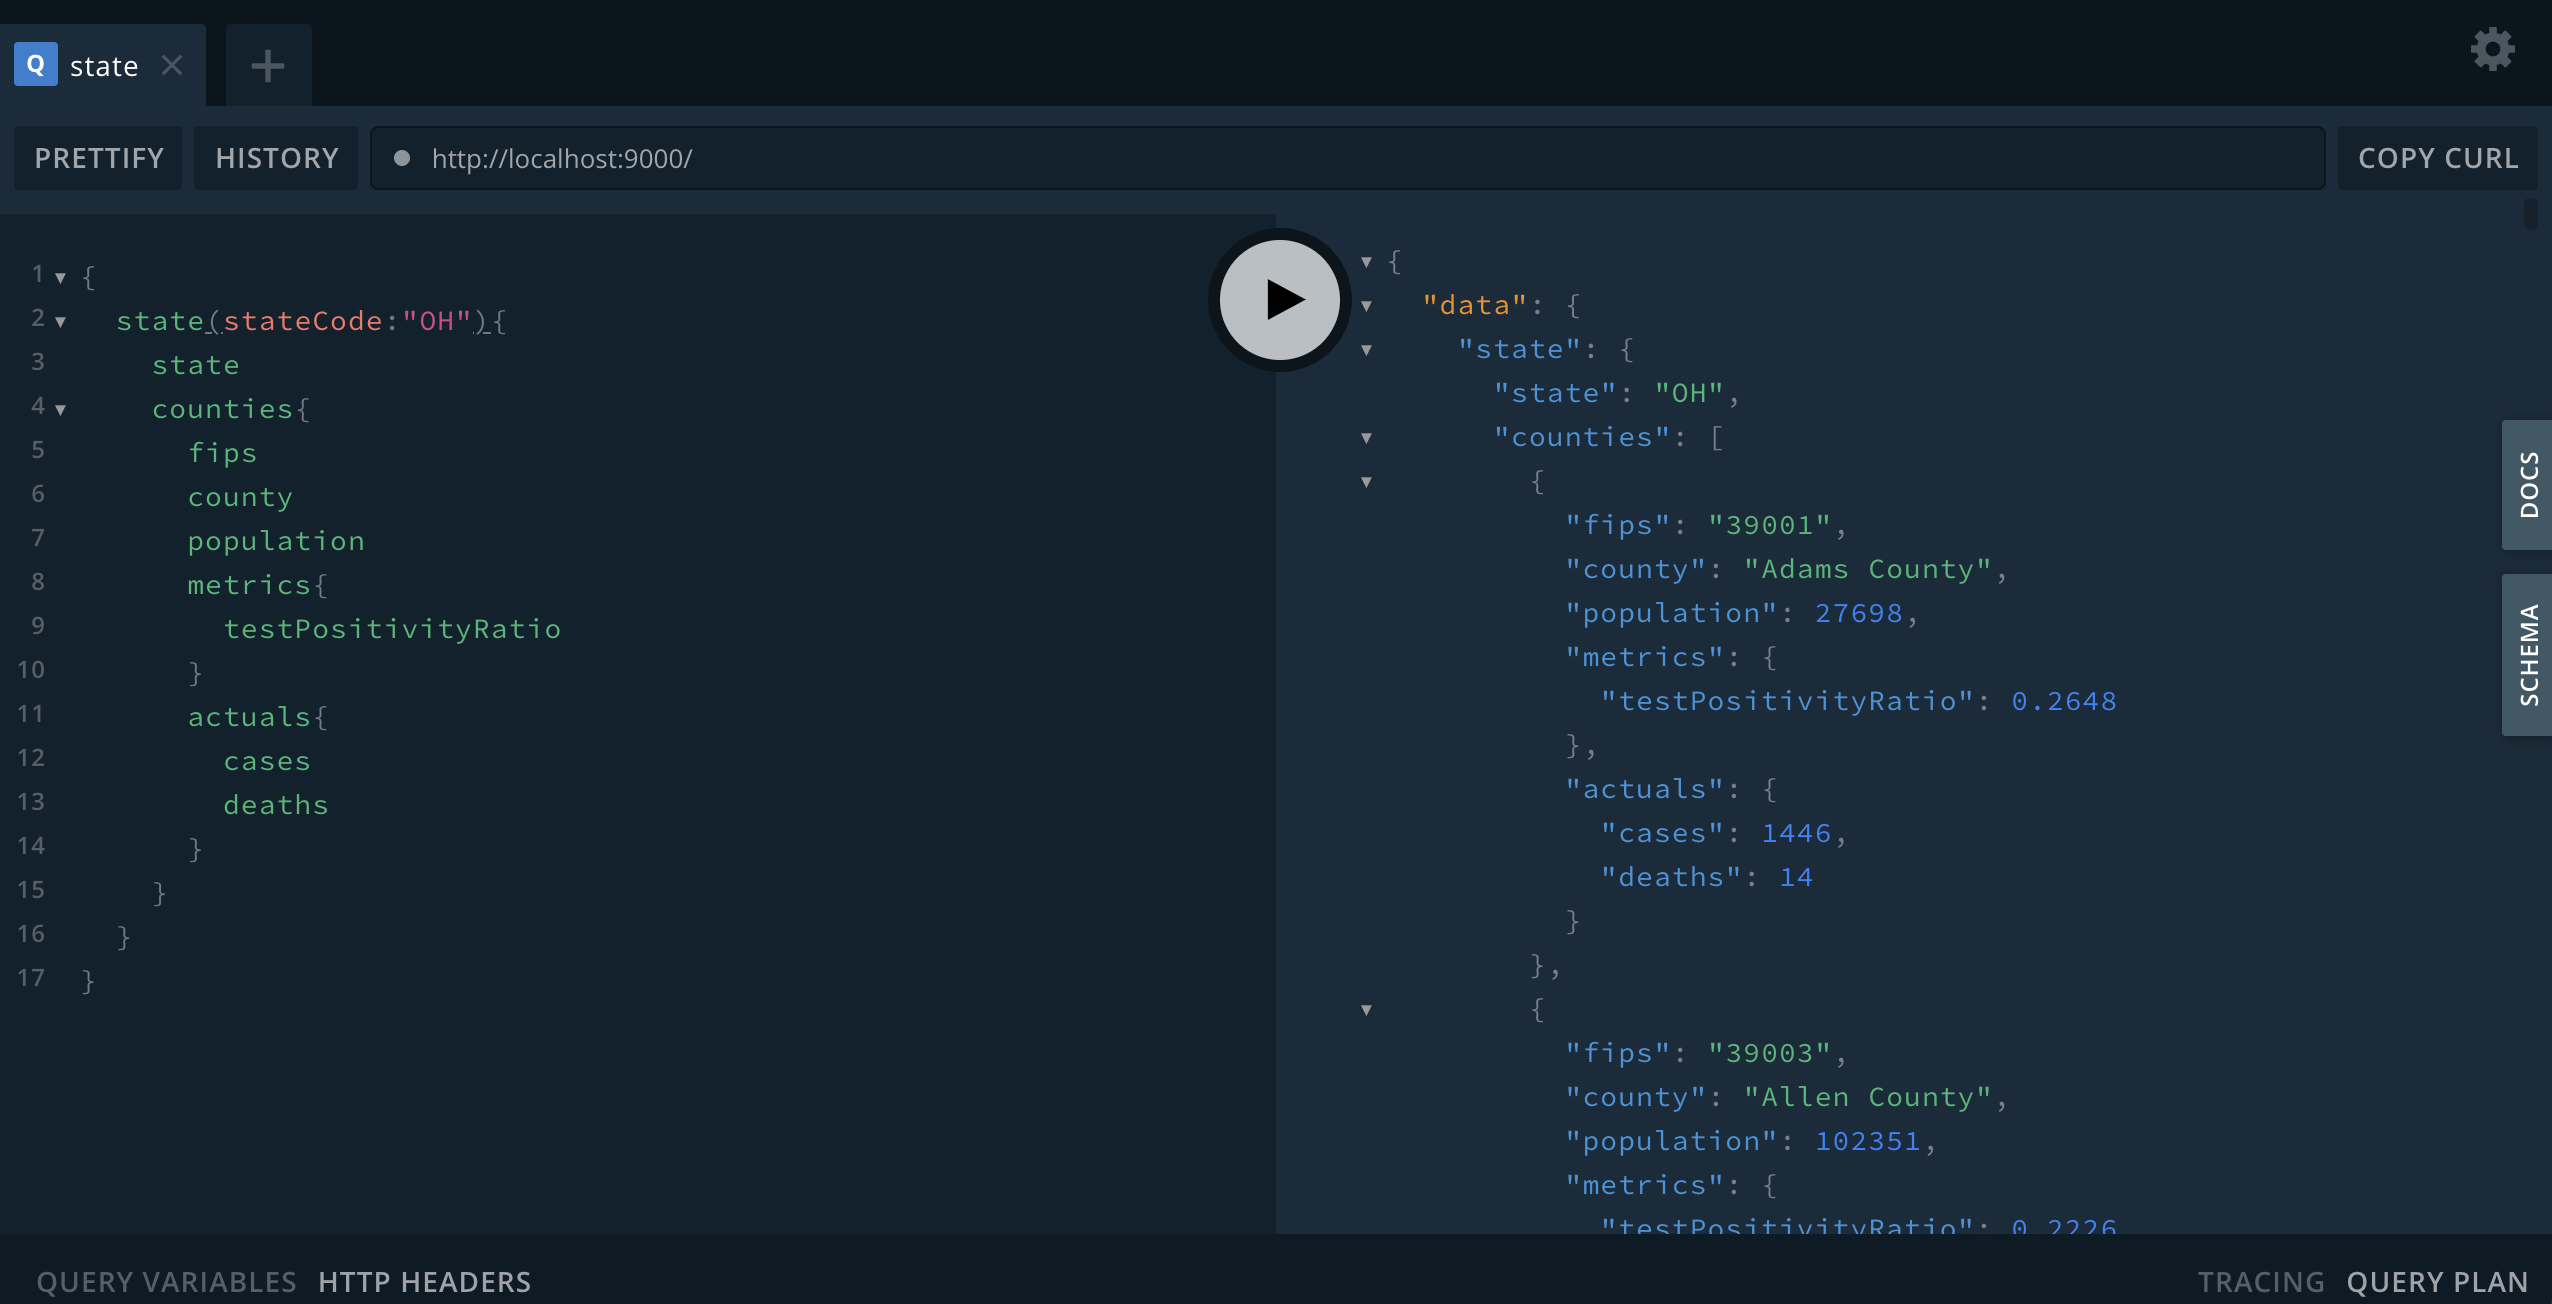 Q state
PRETTIFY HISTORY http://localhost:9000/ COPY CURL
1 {
2 state(stateCode:"OH"){
3 state
4 counties{
5 fips
6 county
7 population
8 metrics{
9 testPositivityRatio
10 }
11 actuals{
12 cases
13 deaths
14 }
15 }
16 }
17 }
{
"data": {
"state": {
"state": "OH",
"counties": [
{
"fips": "39001",
"county": "Adams County",
"population": 27698,
"metrics": {
"testPositivityRatio": 0.2648
},
"actuals": {
"cases": 1446,
"deaths": 14
}
},
{
"fips": "39003",
"county": "Allen County",
"population": 102351,
"metrics": {
"testPositivityRatio": 0.2226
DOCS
SCHEMA
QUERY VARIABLES HTTP HEADERS
TRACING QUERY PLAN